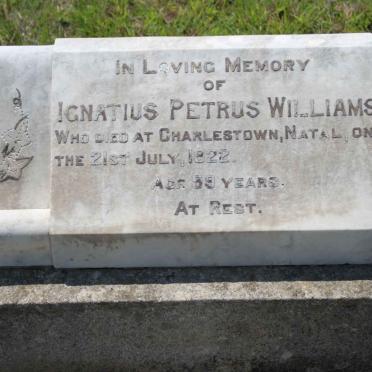 IN LOVING MEMORY
OF
IGNATIUS PETRUS WILLIAMS
WHO DIED AT CHARLESTOWN, NATAL, ON
THE 21ST JULY,
AGE YEARS.
AT REST.